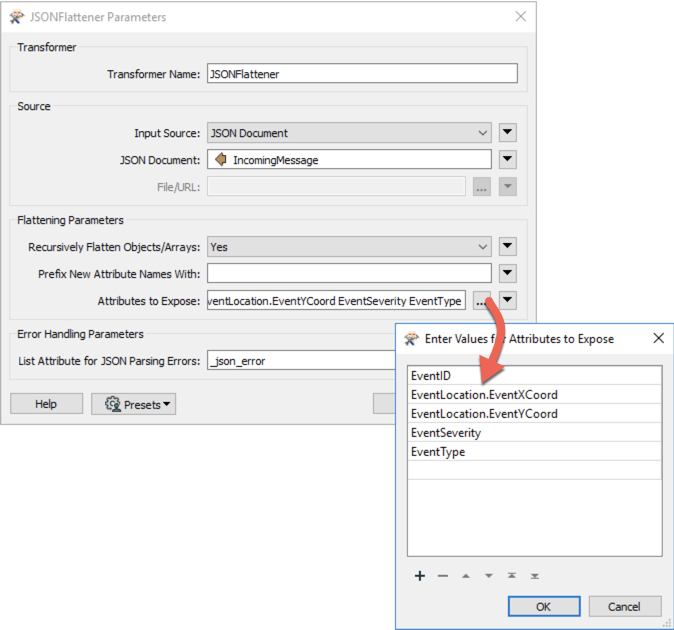 JSONFlattener Parameters
Transformer
Transformer Name: JSONFlattener
Source
Input Source: JSON Document
JSON Document: IncomingMessage
File/URL: ...
Flattening Parameters
Recursively Flatten Objects/Arrays: Yes
Prefix New Attribute Names With:
Attributes to Expose: ventLocation.EventYCoord EventSeverity EventType ...
Error Handling Parameters
List Attribute for JSON Parsing Errors: _json_error
Help Presets
Enter Values for Attributes to Expose
EventID
EventLocation.EventXCoord
EventLocation.EventYCoord
EventSeverity
EventType
OK Cancel